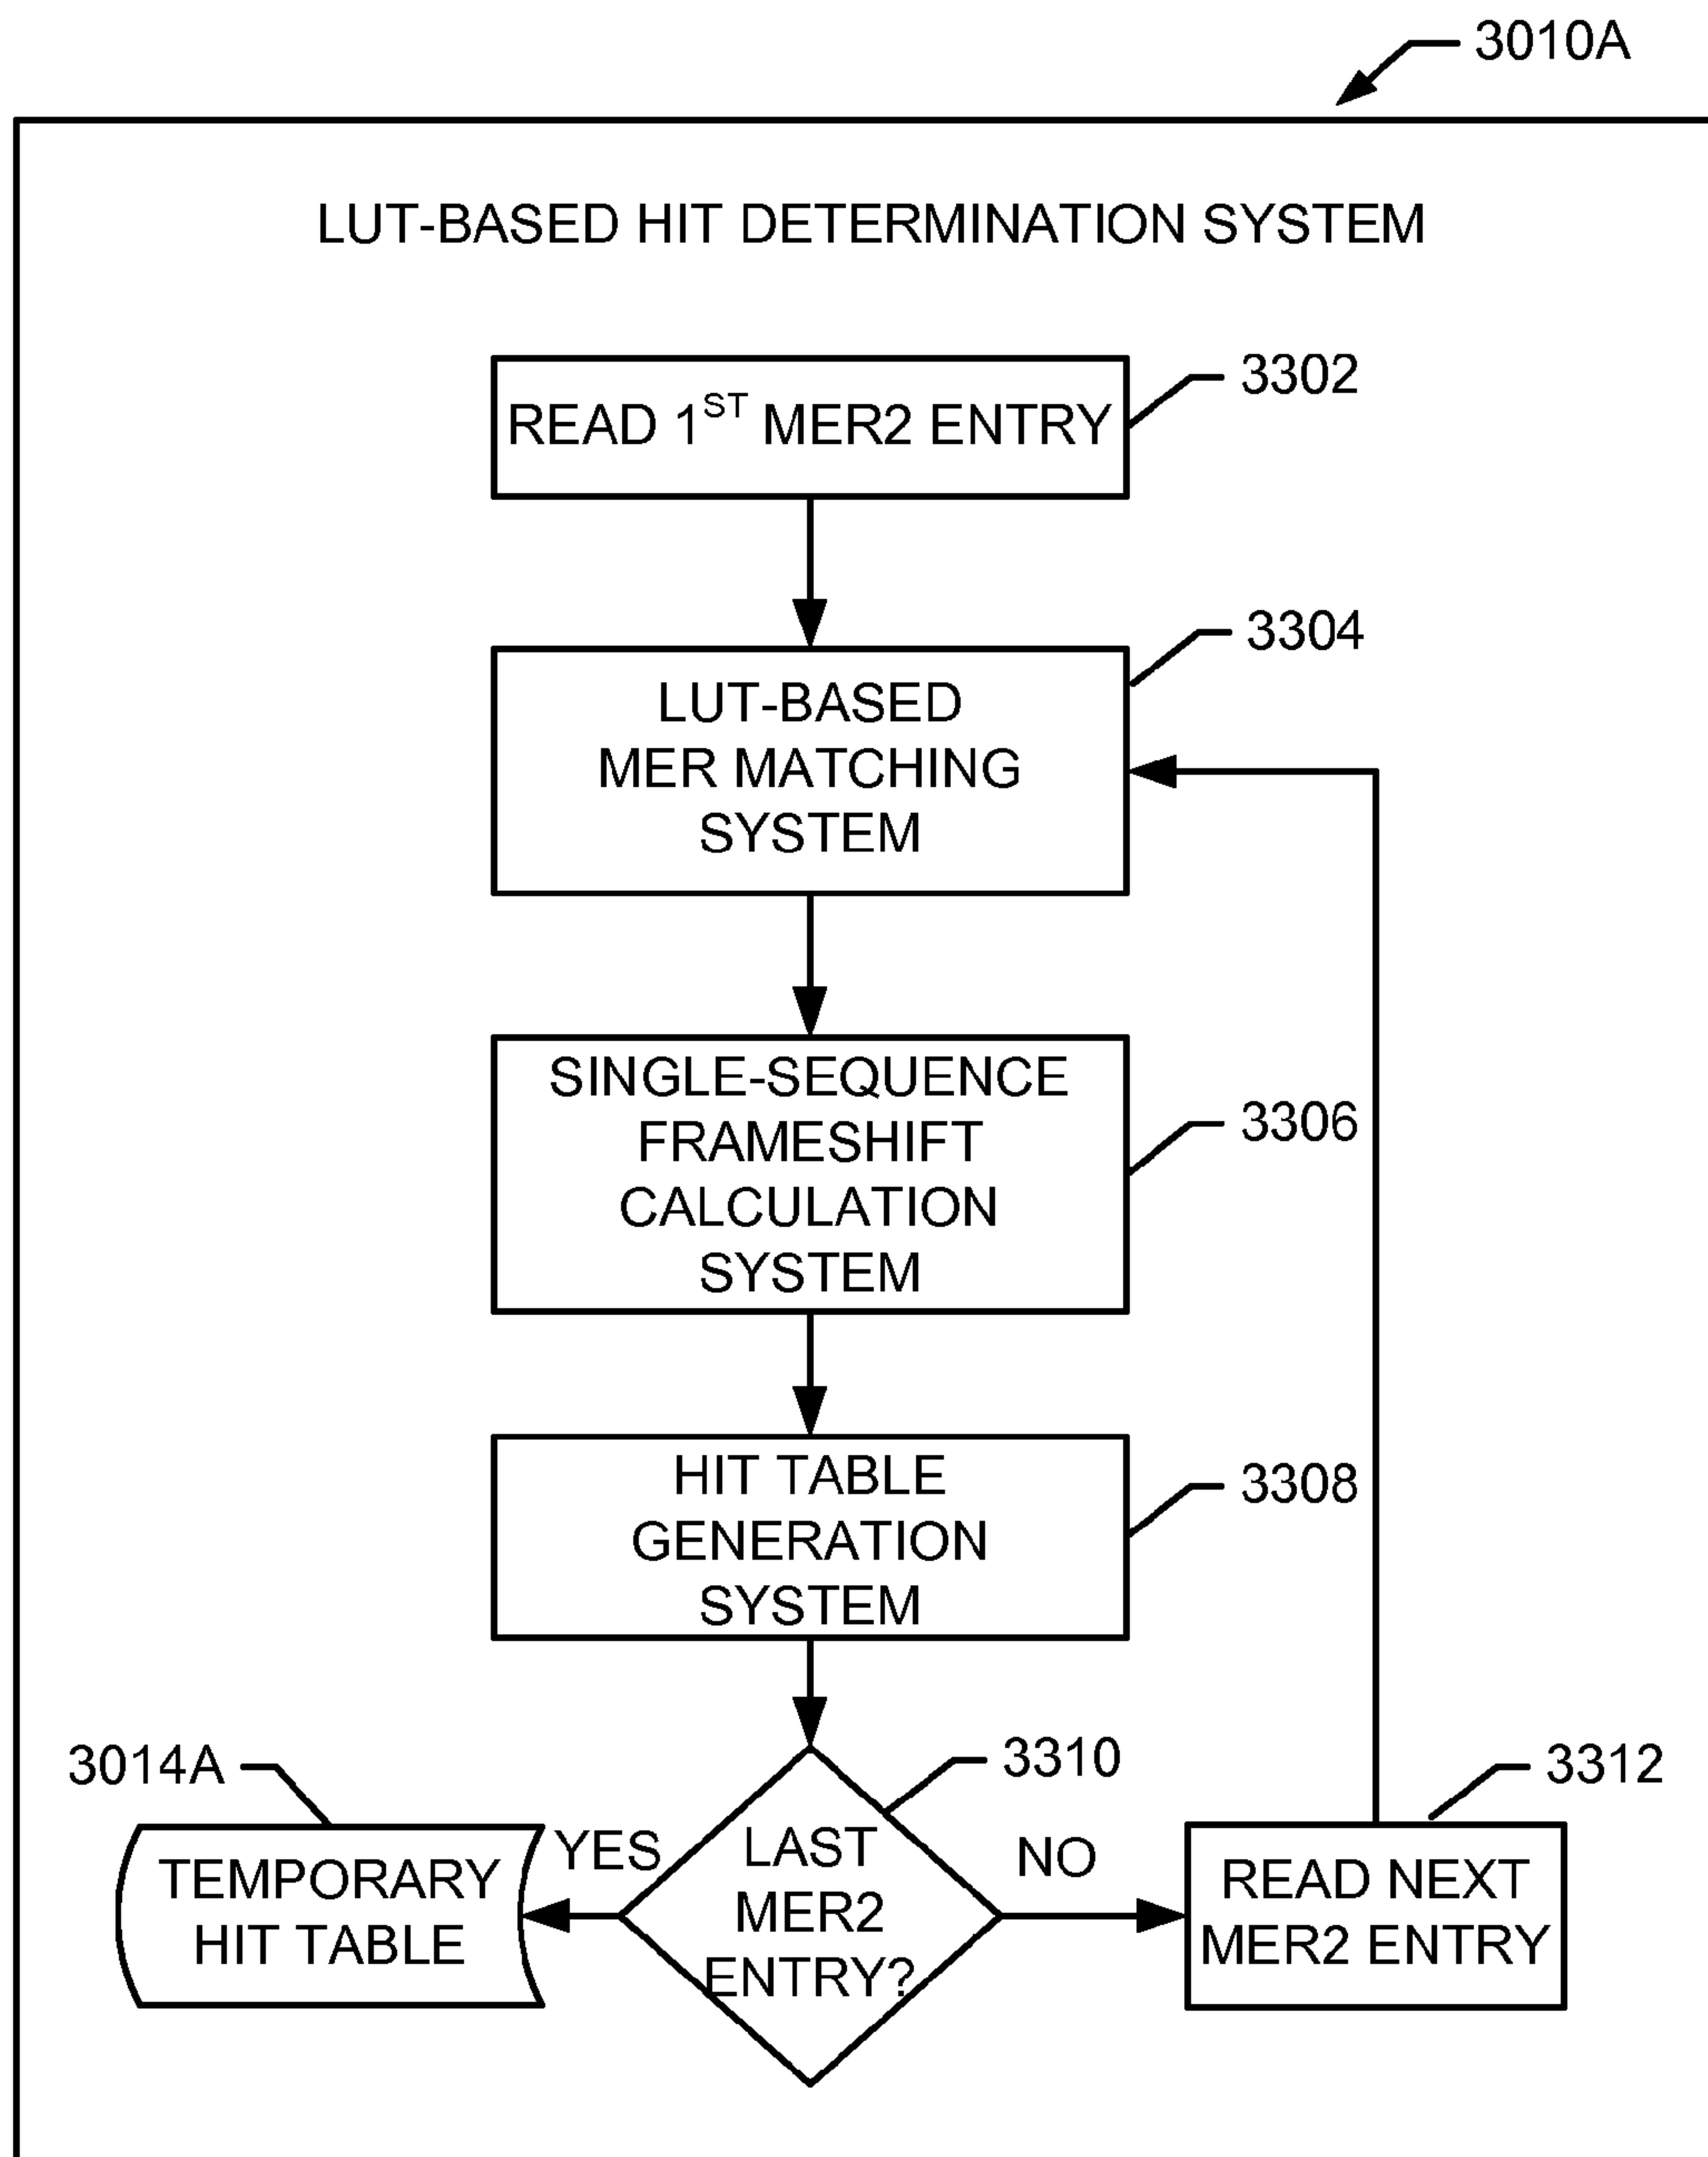 3010A
LUT-BASED HIT DETERMINATION SYSTEM
READ 1ST MER2 ENTRY
3302
3304
LUT-BASED
MER MATCHING
SYSTEM
SINGLE-SEQUENCE
FRAMESHIFT
CALCULATION
SYSTEM
3306
HIT TABLE
GENERATION
SYSTEM
3308
3014A
3310
3312
TEMPORARY
HIT TABLE
YES
LAST
MER2
ENTRY?
NO
READ NEXT
MER2 ENTRY